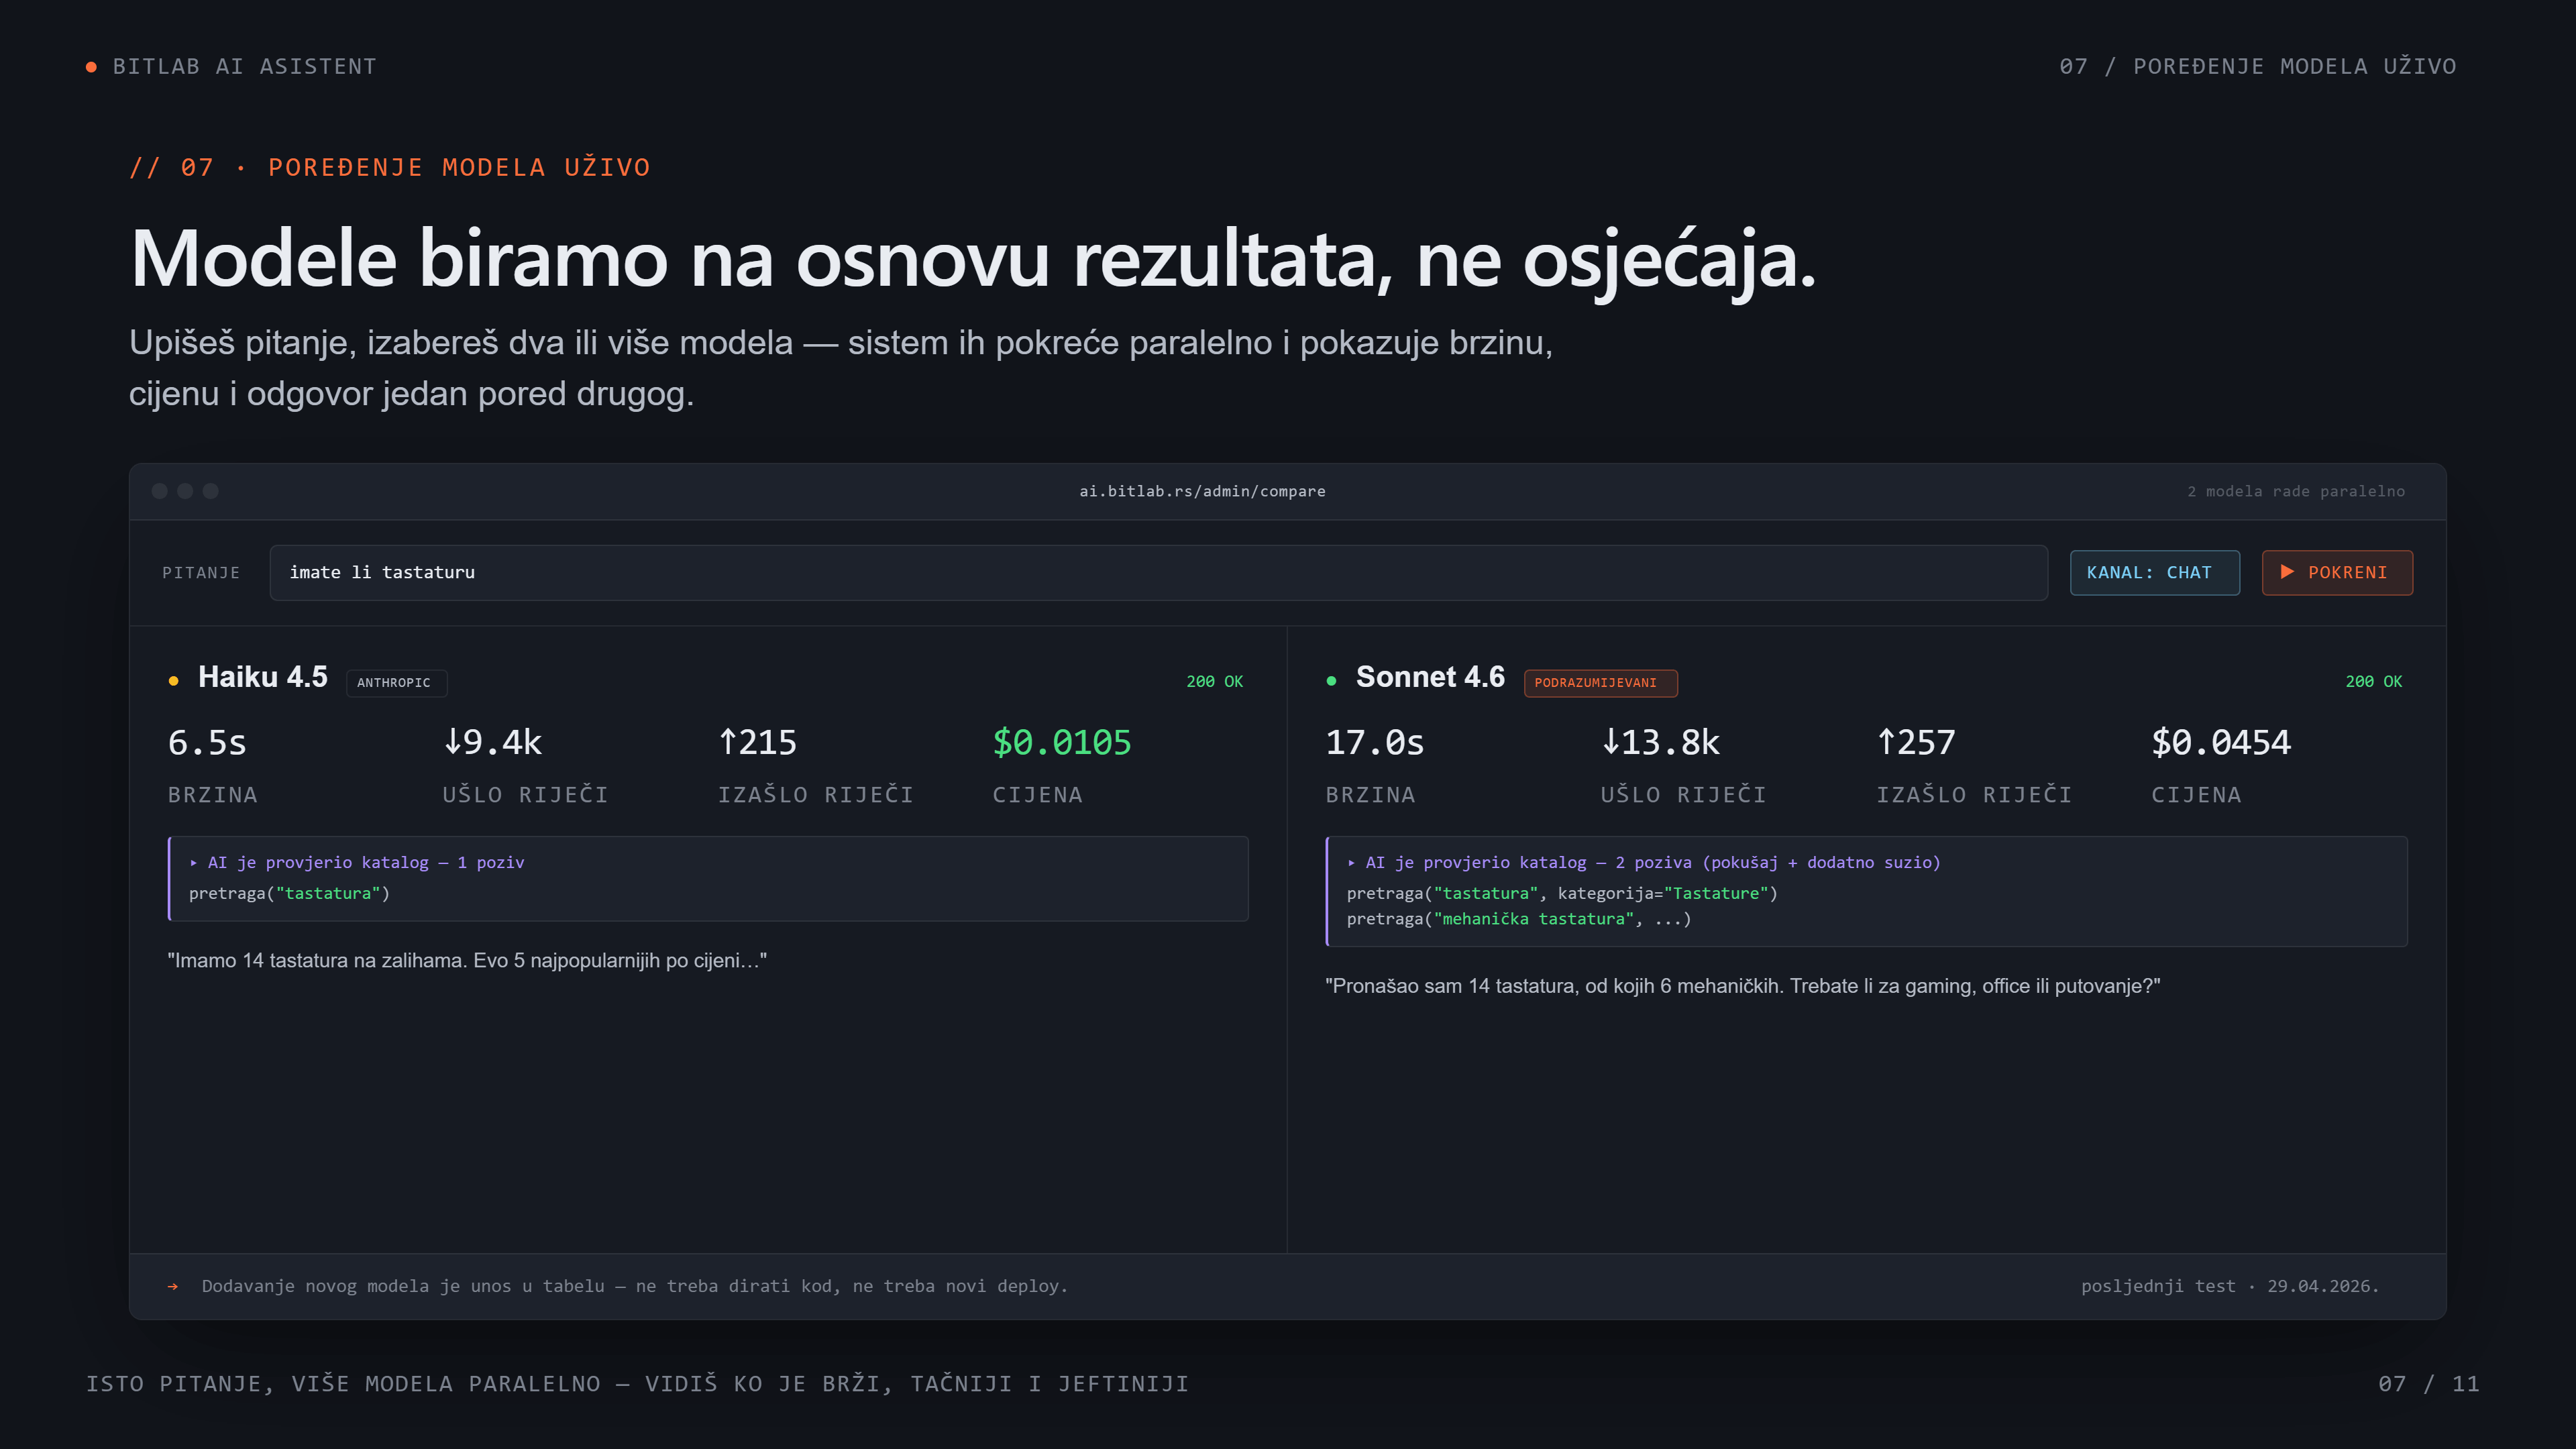 BITLAB AI ASISTENT
07 / POREĐENJE MODELA UŽIVO
// 07 · POREĐENJE MODELA UŽIVO
Modele biramo na osnovu rezultata, ne osjećaja.
Upišeš pitanje, izabereš dva ili više modela — sistem ih pokreće paralelno i pokazuje brzinu,
cijenu i odgovor jedan pored drugog.
ai.bitlab.rs/admin/compare
2 modela rade paralelno
PITANJE
imate li tastaturu
KANAL: CHAT
▶ POKRENI
Haiku 4.5
ANTHROPIC
200 OK
6.5s
↓9.4k
↑215
$0.0105
BRZINA
UŠLO RIJEČI
IZAŠLO RIJEČI
CIJENA
▸ AI je provjerio katalog — 1 poziv
pretraga("tastatura")
"Imamo 14 tastatura na zalihama. Evo 5 najpopularnijih po cijeni…"
Sonnet 4.6
PODRAZUMIJEVANI
200 OK
17.0s
↓13.8k
↑257
$0.0454
BRZINA
UŠLO RIJEČI
IZAŠLO RIJEČI
CIJENA
▸ AI je provjerio katalog — 2 poziva (pokušaj + dodatno suzio)
pretraga("tastatura", kategorija="Tastature")
pretraga("mehanička tastatura", ...)
"Pronašao sam 14 tastatura, od kojih 6 mehaničkih. Trebate li za gaming, office ili putovanje?"
→ Dodavanje novog modela je unos u tabelu — ne treba dirati kod, ne treba novi deploy.
posljednji test · 29.04.2026.
ISTO PITANJE, VIŠE MODELA PARALELNO — VIDIŠ KO JE BRŽI, TAČNIJI I JEFTINIJI
07 / 11